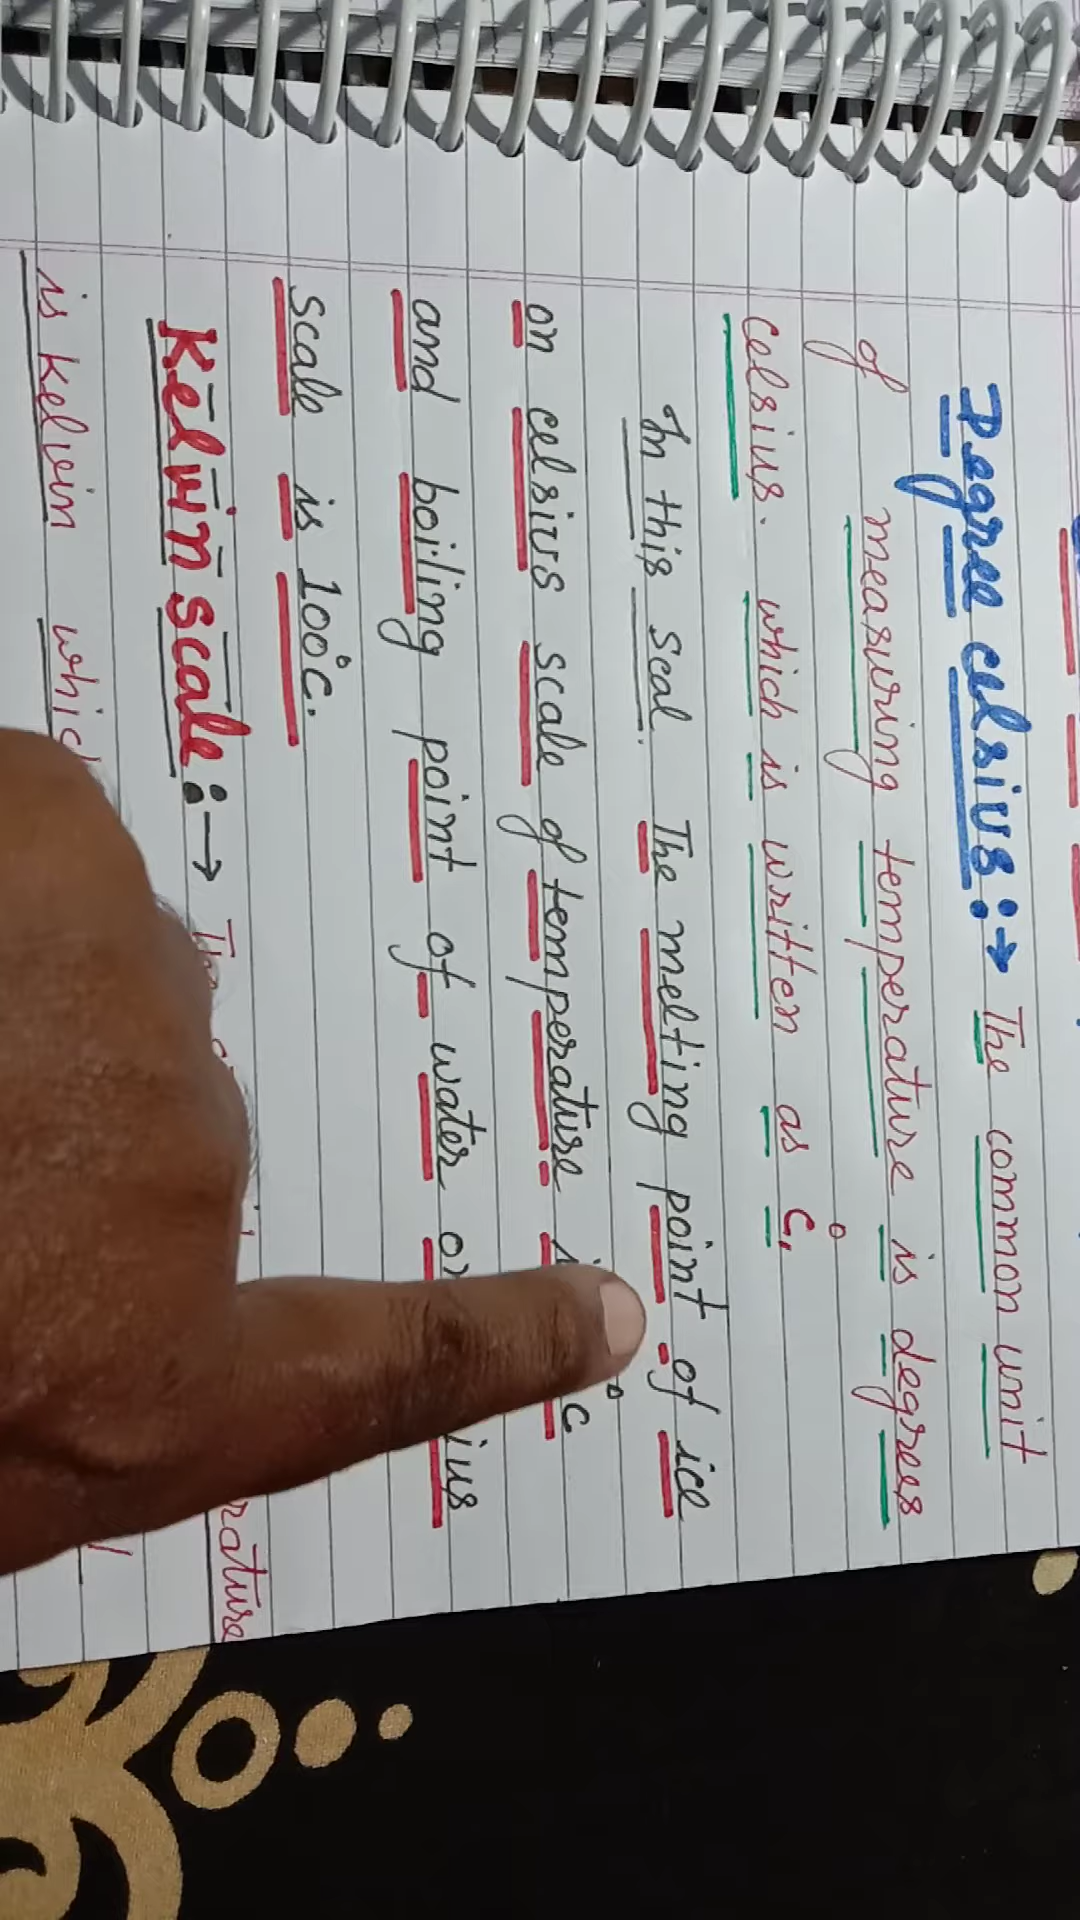 Degree celsius:→ The common unit
of measuring temperature is degrees
celsius. which is written as °C,
In this scal. The melting point of ice
on celsius scale of temperature °C
and boiling point of water
scale is 100°C.
Kelvin scale:→
is kelvin